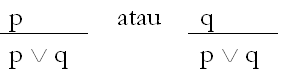 p atau q
p ∨ q p ∨ q